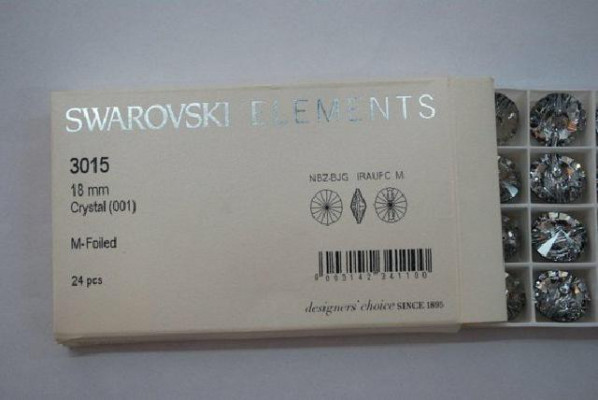 SWAROVSKI ELEMENTS
3015
18 mm
Crystal (001)
M-Foiled
24 pcs
designers' choice SINCE 1895